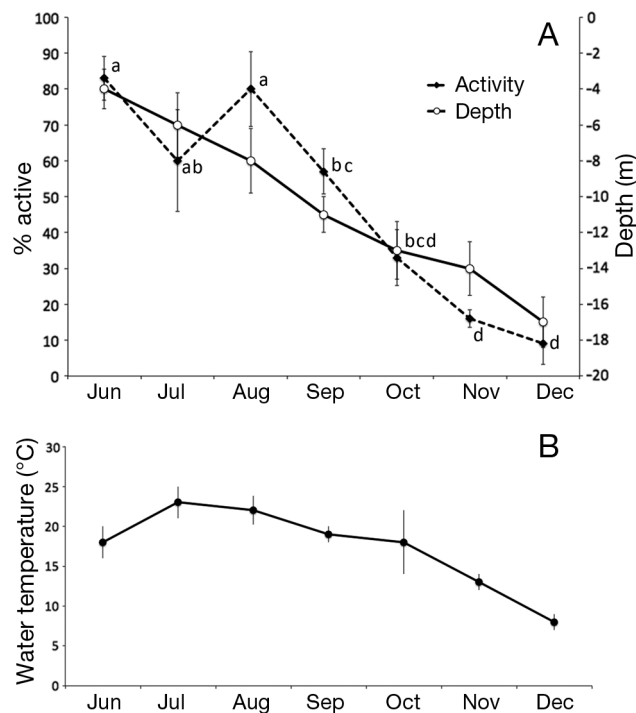 A
100
90
80
70
60
50
40
30
20
10
0
% active
0
-2
-4
-6
-8
-10
-12
-14
-16
-18
-20
Depth (m)
Activity
Depth
a
ab
a
bc
bcd
d
d
Jun Jul Aug Sep Oct Nov Dec
B
30
25
20
15
10
5
0
Water temperature (°C)
Jun Jul Aug Sep Oct Nov Dec